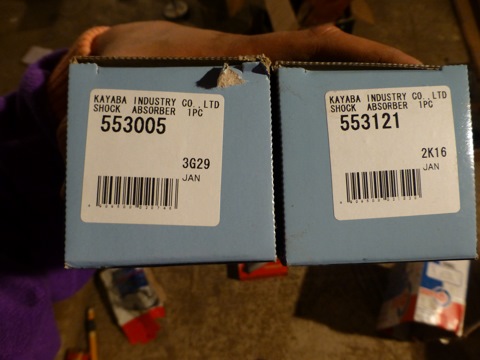 KAYABA INDUSTRY CO.,LTD
SHOCK ABSORBER 1PC
553005
3G29
JAN
KAYABA INDUSTRY CO.,LTD
SHOCK ABSORBER 1PC
553121
2K16
JAN